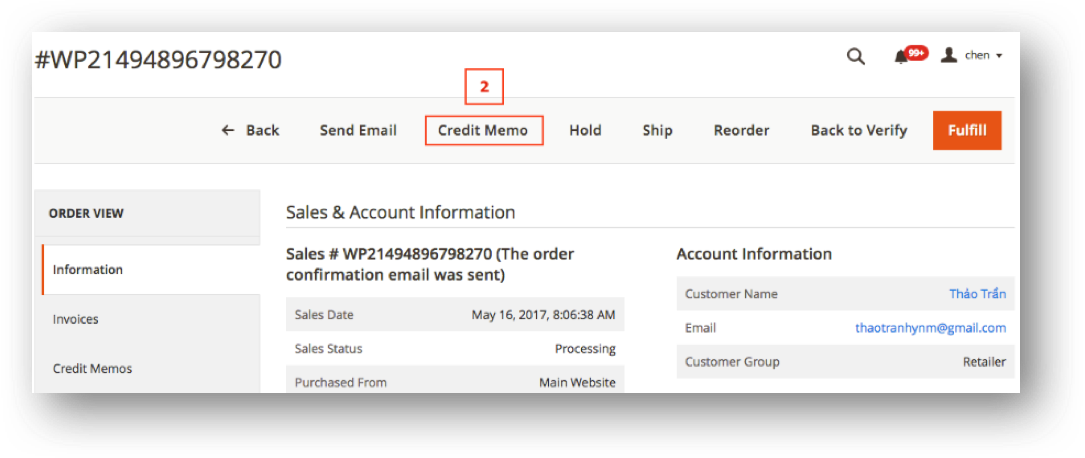 #WP21494896798270
99+
chen
2
← Back Send Email Credit Memo Hold Ship Reorder Back to Verify Fulfill
ORDER VIEW
Information
Invoices
Credit Memos
Sales & Account Information
Sales # WP21494896798270 (The order
confirmation email was sent)
Sales Date May 16, 2017, 8:06:38 AM
Sales Status Processing
Purchased From Main Website
Account Information
Customer Name Thảo Trần
Email thaotranhynm@gmail.com
Customer Group Retailer